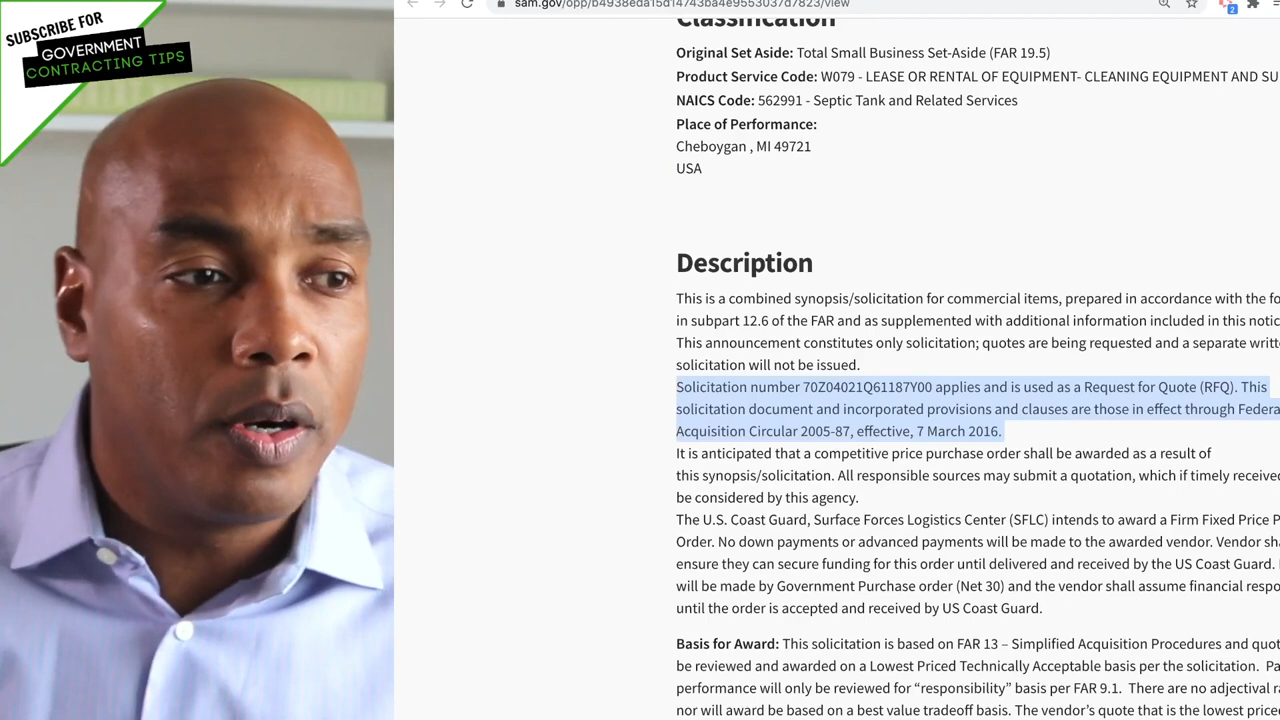 SUBSCRIBE FOR
GOVERNMENT
CONTRACTING TIPS
sam.gov/opp/b4938eda15d14743ba4e9553037d7823/view
2
Classification
Original Set Aside: Total Small Business Set-Aside (FAR 19.5)
Product Service Code: W079 - LEASE OR RENTAL OF EQUIPMENT- CLEANING EQUIPMENT AND SU
NAICS Code: 562991 - Septic Tank and Related Services
Place of Performance:
Cheboygan , MI 49721
USA
Description
This is a combined synopsis/solicitation for commercial items, prepared in accordance with the fo
in subpart 12.6 of the FAR and as supplemented with additional information included in this notic
This announcement constitutes only solicitation; quotes are being requested and a separate writte
solicitation will not be issued.
Solicitation number 70Z04021Q61187Y00 applies and is used as a Request for Quote (RFQ). This
solicitation document and incorporated provisions and clauses are those in effect through Federa
Acquisition Circular 2005-87, effective, 7 March 2016.
It is anticipated that a competitive price purchase order shall be awarded as a result of
this synopsis/solicitation. All responsible sources may submit a quotation, which if timely received
be considered by this agency.
The U.S. Coast Guard, Surface Forces Logistics Center (SFLC) intends to award a Firm Fixed Price P
Order. No down payments or advanced payments will be made to the awarded vendor. Vendor sha
ensure they can secure funding for this order until delivered and received by the US Coast Guard.
will be made by Government Purchase order (Net 30) and the vendor shall assume financial respo
until the order is accepted and received by US Coast Guard.
Basis for Award: This solicitation is based on FAR 13 – Simplified Acquisition Procedures and quot
be reviewed and awarded on a Lowest Priced Technically Acceptable basis per the solicitation. Pa
performance will only be reviewed for “responsibility” basis per FAR 9.1. There are no adjectival ra
nor will award be based on a best value tradeoff basis. The vendor’s quote that is the lowest priced